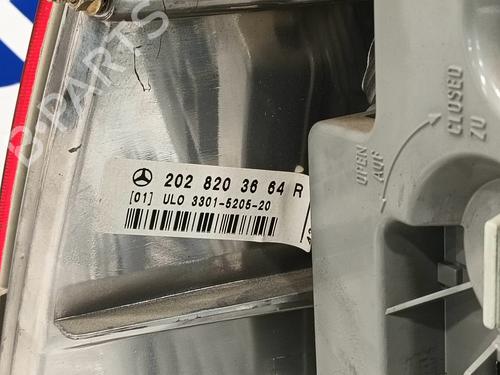 B-PARTS
202 820 36 64 R
[01] ULO 3301-5205-20
OPEN
AUF
CLOSED
ZU